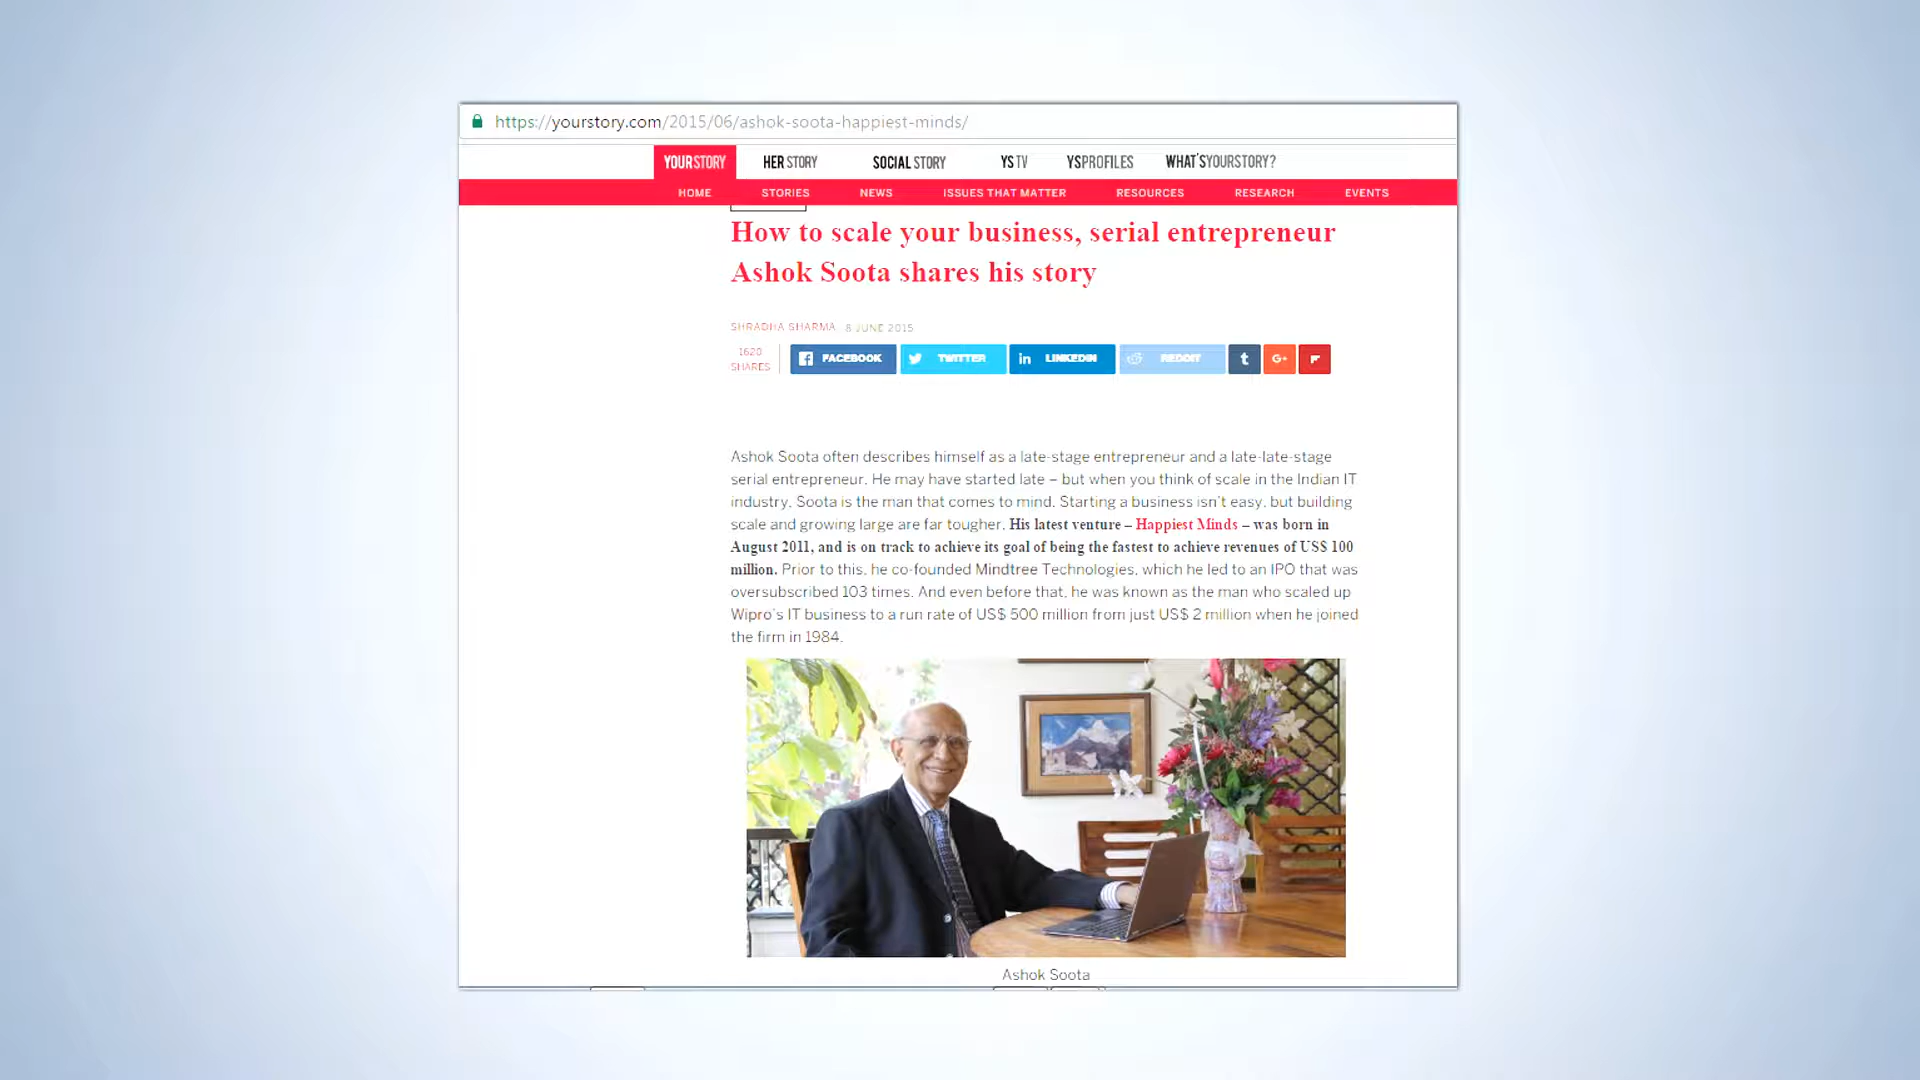 https://yourstory.com/2015/06/ashok-soota-happiest-minds/
YOURSTORY HERSTORY SOCIAL STORY YSTV YSPROFILES WHAT'SYOURSTORY?
HOME STORIES NEWS ISSUES THAT MATTER RESOURCES RESEARCH EVENTS
How to scale your business, serial entrepreneur
Ashok Soota shares his story
SHRADHA SHARMA 8 JUNE 2015
1620
SHARES
FACEBOOK TWITTER LINKEDIN REDDIT t G+
Ashok Soota often describes himself as a late-stage entrepreneur and a late-late-stage
serial entrepreneur. He may have started late – but when you think of scale in the Indian IT
industry, Soota is the man that comes to mind. Starting a business isn't easy, but building
scale and growing large are far tougher. His latest venture – Happiest Minds – was born in
August 2011, and is on track to achieve its goal of being the fastest to achieve revenues of US$ 100
million. Prior to this, he co-founded Mindtree Technologies, which he led to an IPO that was
oversubscribed 103 times. And even before that, he was known as the man who scaled up
Wipro's IT business to a run rate of US$ 500 million from just US$ 2 million when he joined
the firm in 1984.
Ashok Soota